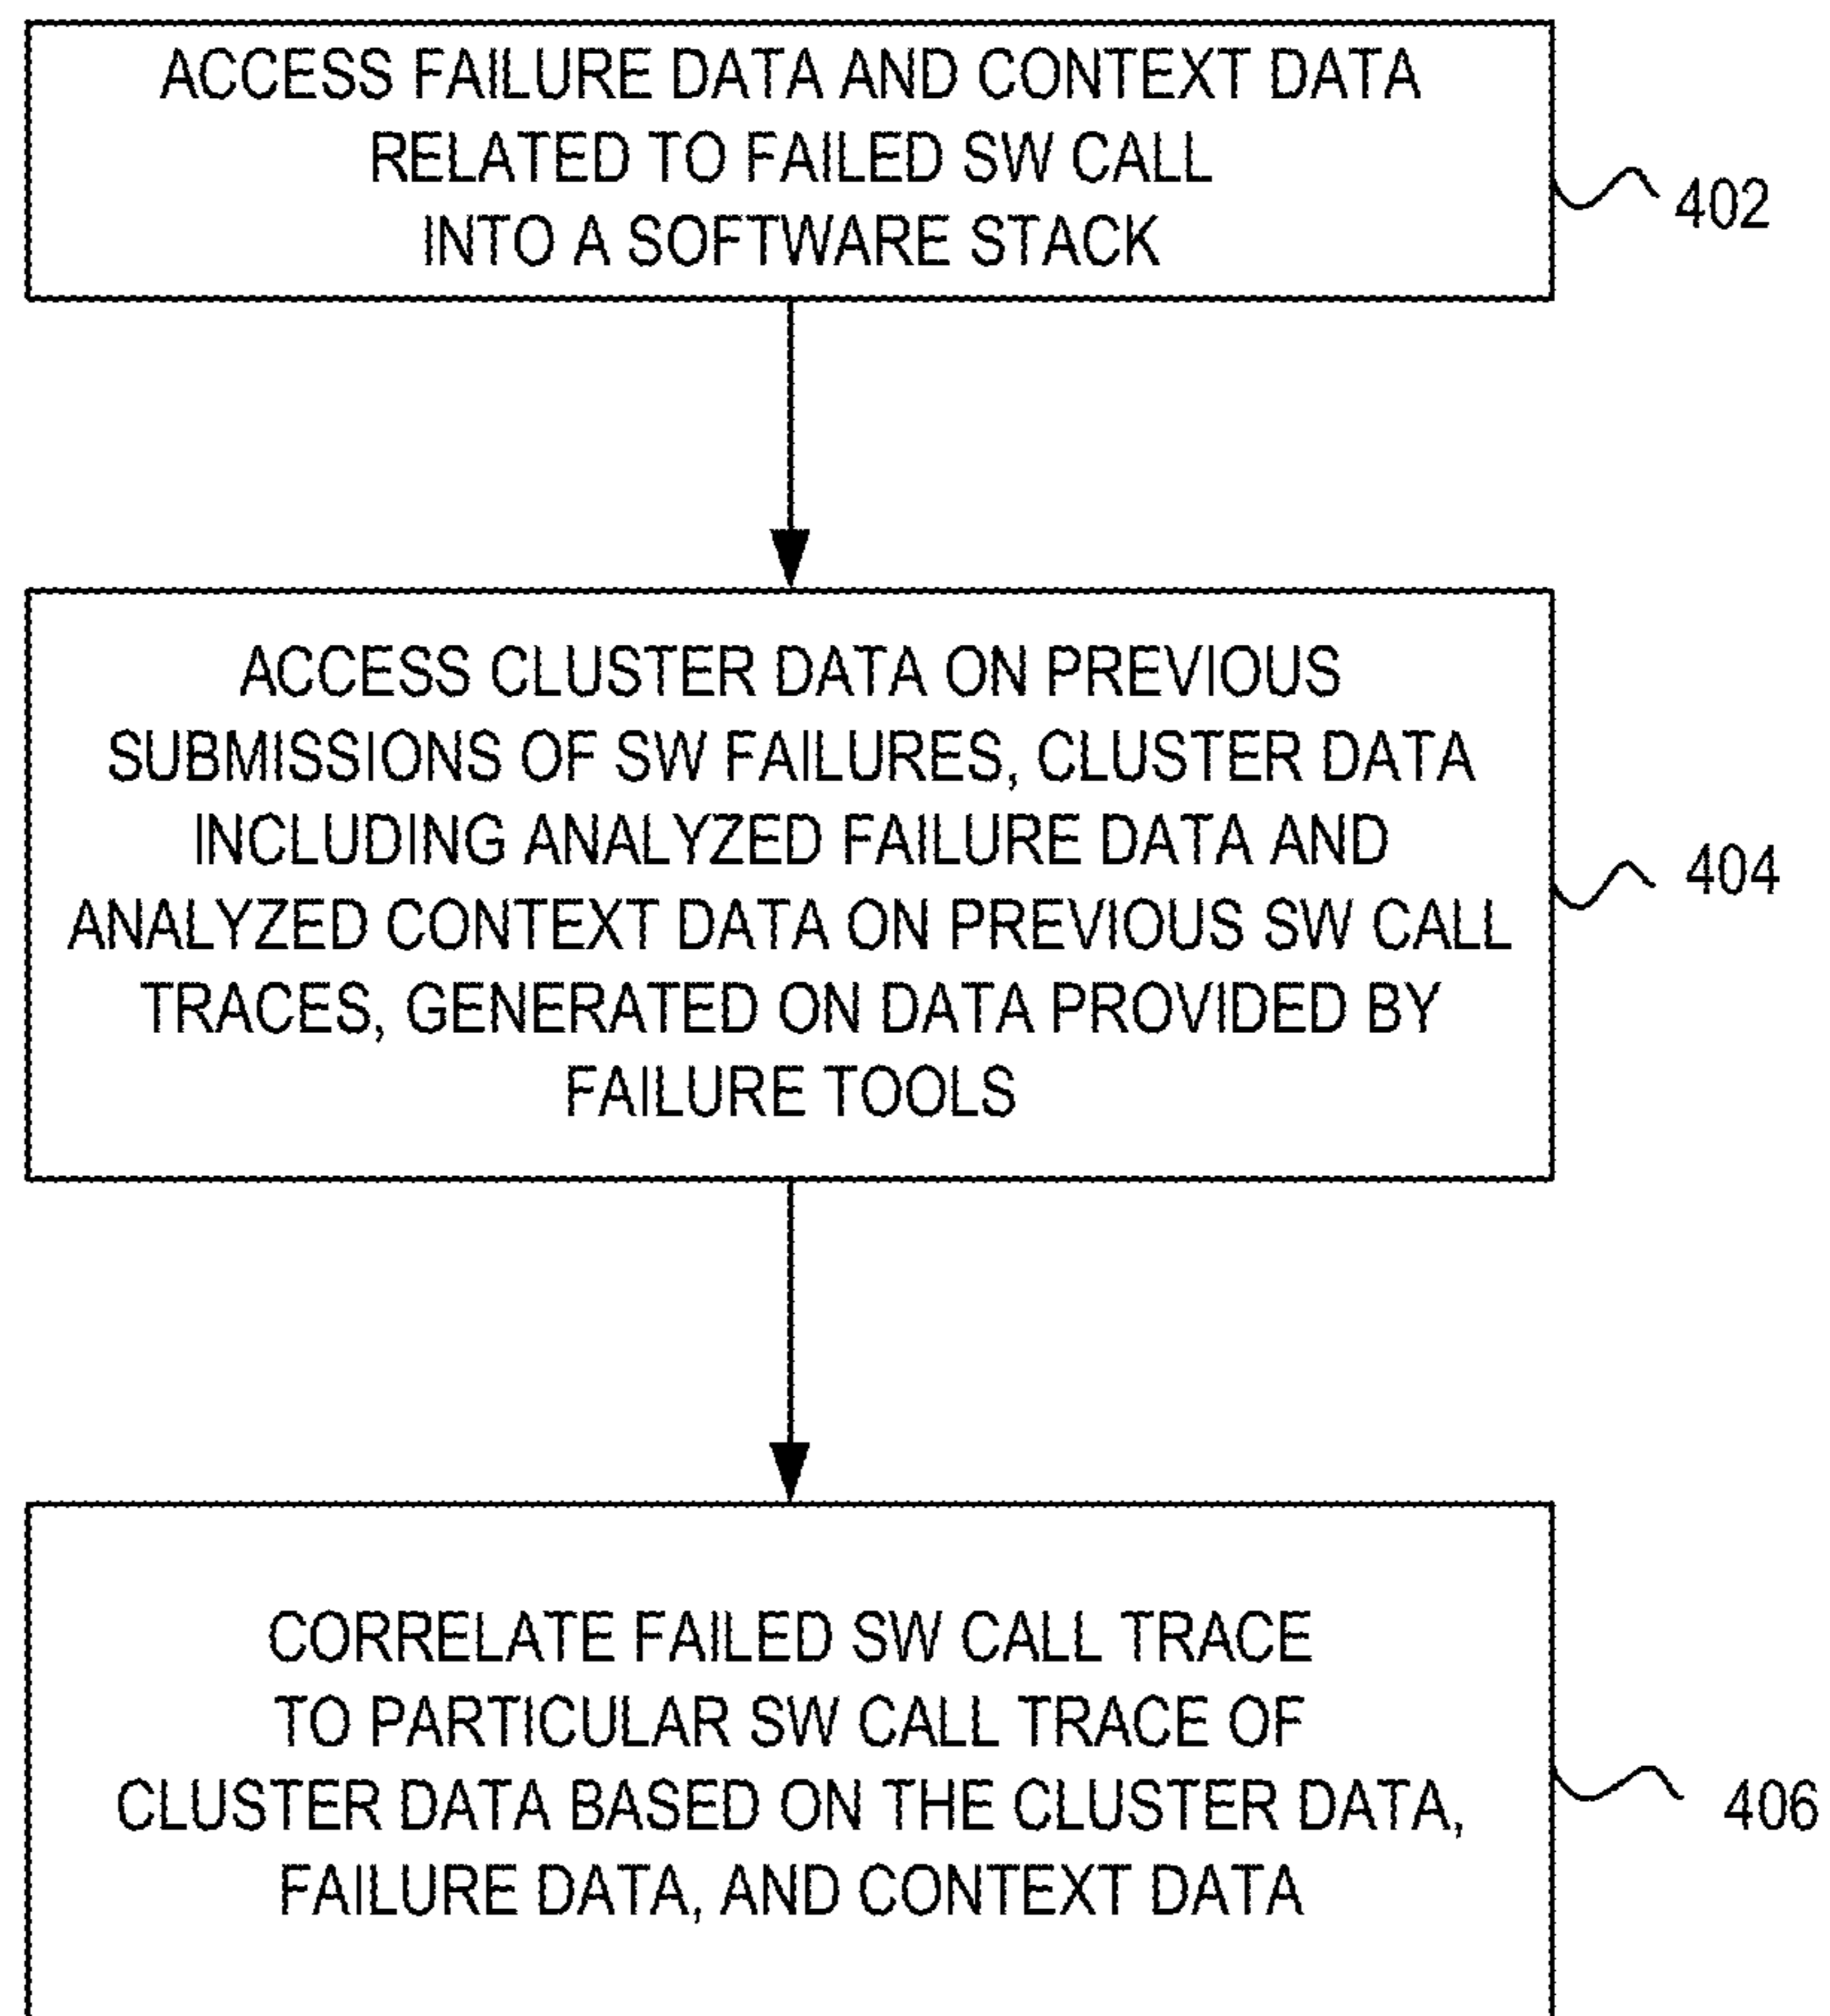 ACCESS FAILURE DATA AND CONTEXT DATA
RELATED TO FAILED SW CALL
INTO A SOFTWARE STACK
402
ACCESS CLUSTER DATA ON PREVIOUS
SUBMISSIONS OF SW FAILURES, CLUSTER DATA
INCLUDING ANALYZED FAILURE DATA AND
ANALYZED CONTEXT DATA ON PREVIOUS SW CALL
TRACES, GENERATED ON DATA PROVIDED BY
FAILURE TOOLS
404
CORRELATE FAILED SW CALL TRACE
TO PARTICULAR SW CALL TRACE OF
CLUSTER DATA BASED ON THE CLUSTER DATA,
FAILURE DATA, AND CONTEXT DATA
406